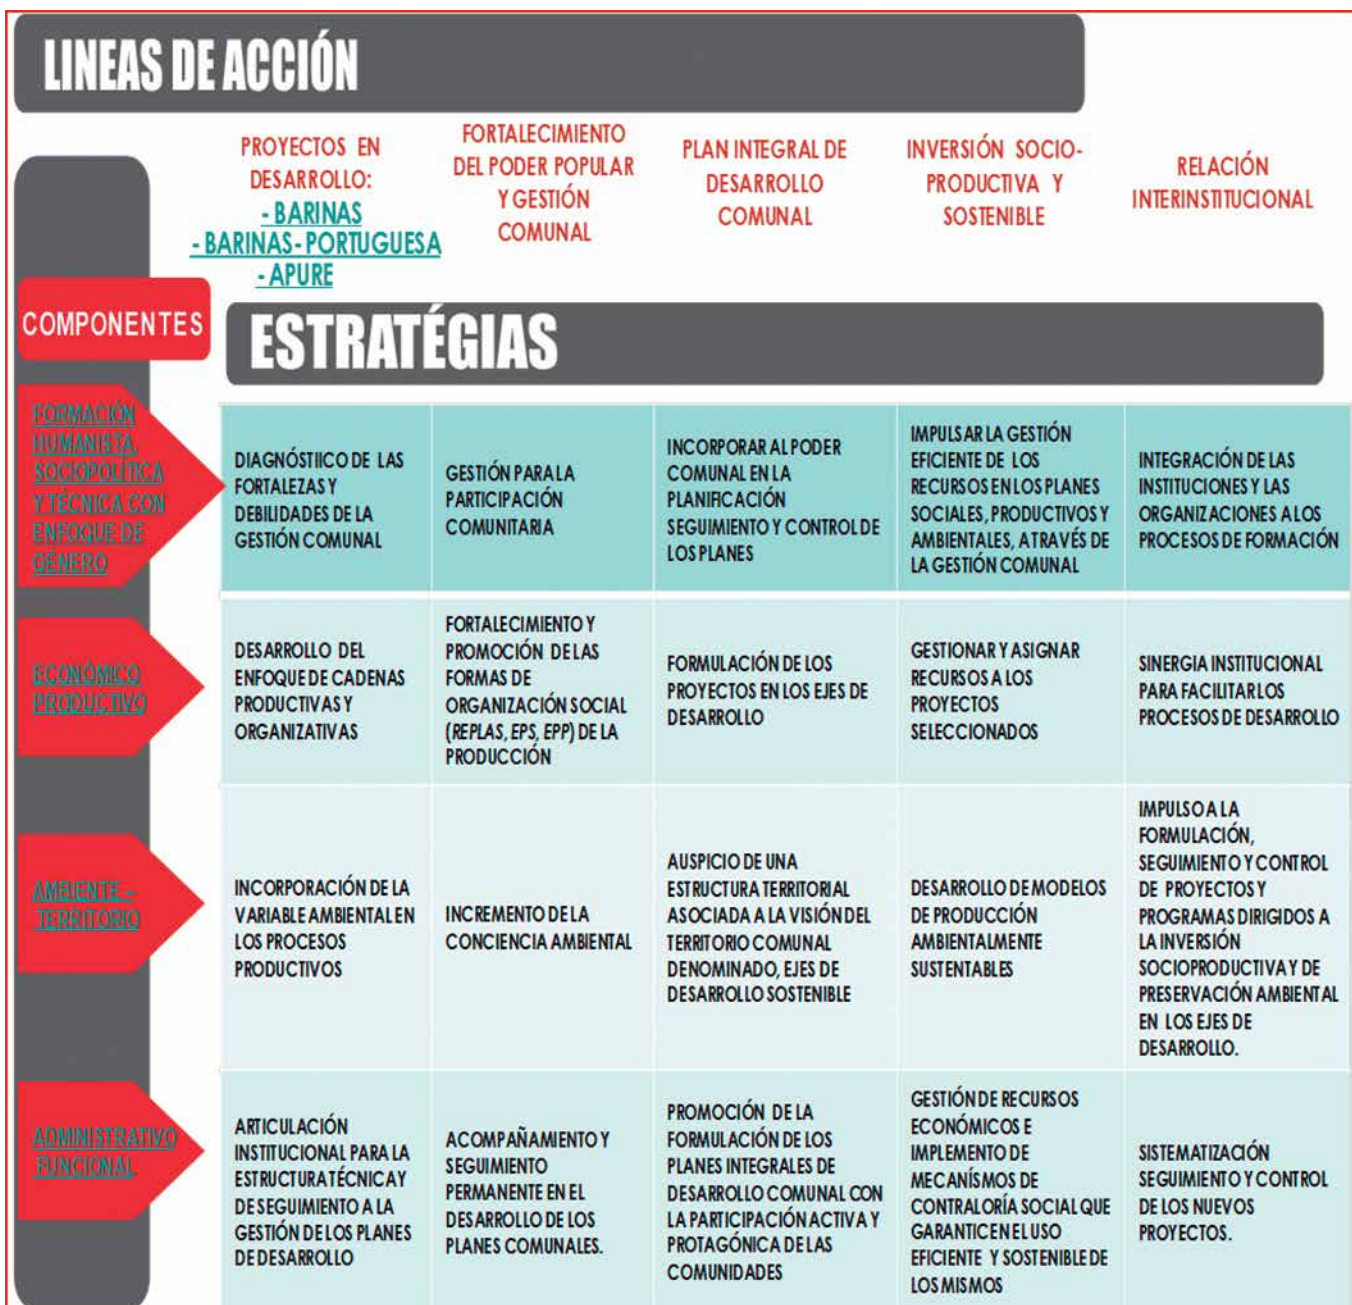 LINEAS DE ACCIÓN
PROYECTOS EN
DESARROLLO:
- BARINAS
- BARINAS- PORTUGUESA
- APURE
FORTALECIMIENTO
DEL PODER POPULAR
Y GESTIÓN
COMUNAL
PLAN INTEGRAL DE
DESARROLLO
COMUNAL
INVERSIÓN SOCIO-
PRODUCTIVA Y
SOSTENIBLE
RELACIÓN
INTERINSTITUCIONAL
COMPONENTES
ESTRATÉGIAS
FORMACIÓN
HUMANISTA,
SOCIOPOLÍTICA
Y TÉCNICA CON
ENFOQUE DE
GÉNERO
DIAGNÓSTIICO DE LAS
FORTALEZAS Y
DEBILIDADES DE LA
GESTIÓN COMUNAL
GESTIÓN PARA LA
PARTICIPACIÓN
COMUNITARIA
INCORPORAR AL PODER
COMUNAL EN LA
PLANIFICACIÓN
SEGUIMIENTO Y CONTROL DE
LOS PLANES
IMPULSAR LA GESTIÓN
EFICIENTE DE LOS
RECURSOS EN LOS PLANES
SOCIALES, PRODUCTIVOS Y
AMBIENTALES, ATRAVÉS DE
LA GESTIÓN COMUNAL
INTEGRACIÓN DE LAS
INSTITUCIONES Y LAS
ORGANIZACIONES A LOS
PROCESOS DE FORMACIÓN
ECONÓMICO
PRODUCTIVO
DESARROLLO DEL
ENFOQUE DE CADENAS
PRODUCTIVAS Y
ORGANIZATIVAS
FORTALECIMIENTO Y
PROMOCIÓN DE LAS
FORMAS DE
ORGANIZACIÓN SOCIAL
(REPLAS, EPS, EPP) DE LA
PRODUCCIÓN
FORMULACIÓN DE LOS
PROYECTOS EN LOS EJES DE
DESARROLLO
GESTIONAR Y ASIGNAR
RECURSOS A LOS
PROYECTOS
SELECCIONADOS
SINERGIA INSTITUCIONAL
PARA FACILITAR LOS
PROCESOS DE DESARROLLO
AMBIENTE –
TERRITORIO
INCORPORACIÓN DE LA
VARIABLE AMBIENTAL EN
LOS PROCESOS
PRODUCTIVOS
INCREMENTO DE LA
CONCIENCIA AMBIENTAL
AUSPICIO DE UNA
ESTRUCTURA TERRITORIAL
ASOCIADA A LA VISIÓN DEL
TERRITORIO COMUNAL
DENOMINADO, EJES DE
DESARROLLO SOSTENIBLE
DESARROLLO DE MODELOS
DE PRODUCCIÓN
AMBIENTALMENTE
SUSTENTABLES
IMPULSO A LA
FORMULACIÓN,
SEGUIMIENTO Y CONTROL
DE PROYECTOS Y
PROGRAMAS DIRIGIDOS A
LA INVERSIÓN
SOCIOPRODUCTIVA Y DE
PRESERVACIÓN AMBIENTAL
EN LOS EJES DE
DESARROLLO.
ADMINISTRATIVO
FUNCIONAL
ARTICULACIÓN
INSTITUCIONAL PARA LA
ESTRUCTURA TÉCNICA Y
DE SEGUIMIENTO A LA
GESTIÓN DE LOS PLANES
DE DESARROLLO
ACOMPAÑAMIENTO Y
SEGUIMIENTO
PERMANENTE EN EL
DESARROLLO DE LOS
PLANES COMUNALES.
PROMOCIÓN DE LA
FORMULACIÓN DE LOS
PLANES INTEGRALES DE
DESARROLLO COMUNAL CON
LA PARTICIPACIÓN ACTIVA Y
PROTAGÓNICA DE LAS
COMUNIDADES
GESTIÓN DE RECURSOS
ECONÓMICOS E
IMPLEMENTO DE
MECANÍSMOS DE
CONTRALORÍA SOCIAL QUE
GARANTICEN EL USO
EFICIENTE Y SOSTENIBLE DE
LOS MISMOS
SISTEMATIZACIÓN
SEGUIMIENTO Y CONTROL
DE LOS NUEVOS
PROYECTOS.